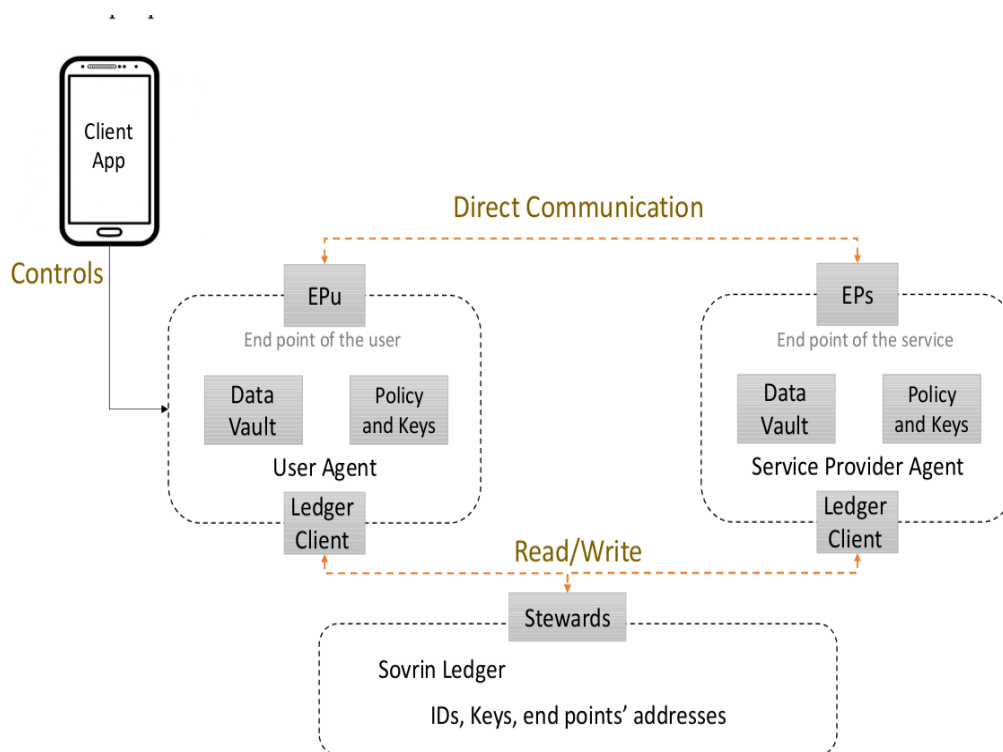 Client
App
Direct Communication
Controls
EPu
EPs
End point of the user
End point of the service
Data
Vault
Policy
and Keys
Data
Vault
Policy
and Keys
User Agent
Service Provider Agent
Ledger
Client
Ledger
Client
Read/Write
Stewards
Sovrin Ledger
IDs, Keys, end points’ addresses